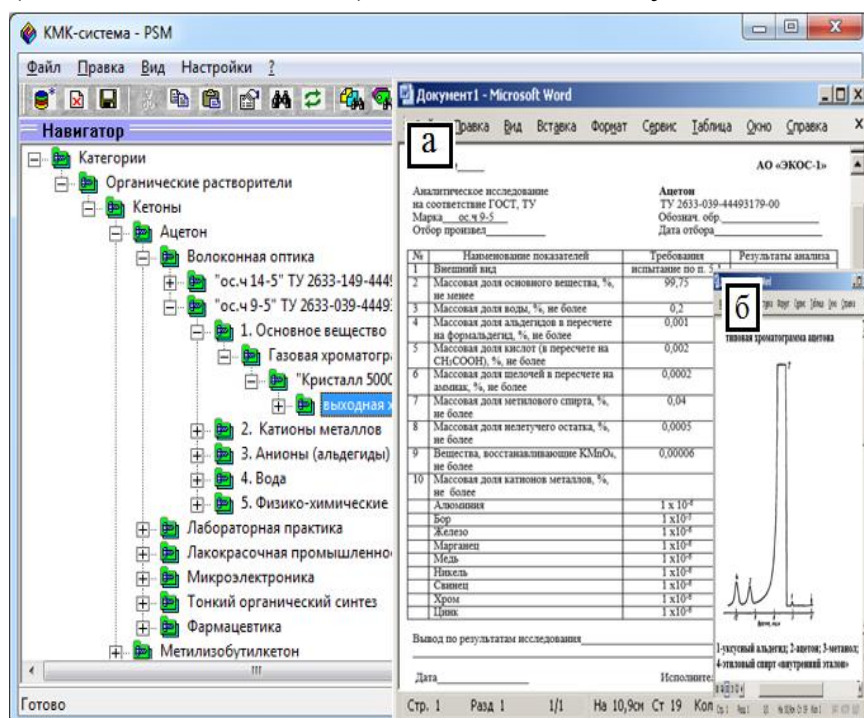 КМК-система - PSM
Файл Правка Вид Настройки ?
Навигатор
Категории
Органические растворители
Кетоны
Ацетон
Волоконная оптика
"ос.ч 14-5" ТУ 2633-149-444
"ос.ч 9-5" ТУ 2633-039-4449
1. Основное вещество
Газовая хроматогр
"Кристалл 5000
выходная
2. Катионы металлов
3. Анионы (альдегиды)
4. Вода
5. Физико-химические
Лабораторная практика
Лакокрасочная промышленно
Микроэлектроника
Тонкий органический синтез
Фармацевтика
Метилизобутилкетон
Готово
Документ1 - Microsoft Word
Правка Вид Вставка Формат Сервис Таблица Окно Справка
а
АО «ЭКОС-1»
Аналитическое исследование
на соответствие ГОСТ, ТУ
Марка ос.ч 9-5
Отбор произвел
Ацетон
ТУ 2633-039-44493179-00
Обознач. обр.
Дата отбора
№ Наименование показателей Требования Результаты анализа
1 Внешний вид испытание по п. 5
2 Массовая доля основного вещества, %, 99,75
не менее
3 Массовая доля воды, %, не более 0,2
4 Массовая доля альдегидов в пересчете 0,001
на формальдегид, %, не более
5 Массовая доля кислот (в пересчете на 0,002
CH₃COOH), %, не более
6 Массовая доля щелочей в пересчете на 0,0002
аммиак, %, не более
7 Массовая доля метилового спирта, %, 0,04
не более
8 Массовая доля нелетучего остатка, %, 0,0005
не более
9 Вещества, восстанавливающие KMnO₄, 0,00006
не более
10 Массовая доля катионов металлов, %,
не более
Алюминия
Бор
Железо
Марганец
Медь
Никель
Свинец
Хром
Цинк
Вывод по результатам исследования
Дата Исполните
Стр. 1 Разд 1 1/1 На 10,9см Ст 19 Кол
б
типовая хроматограмма ацетона
1-уксусный альдегид; 2-ацетон; 3-метанол;
4-этиловый спирт «внутренний эталон»